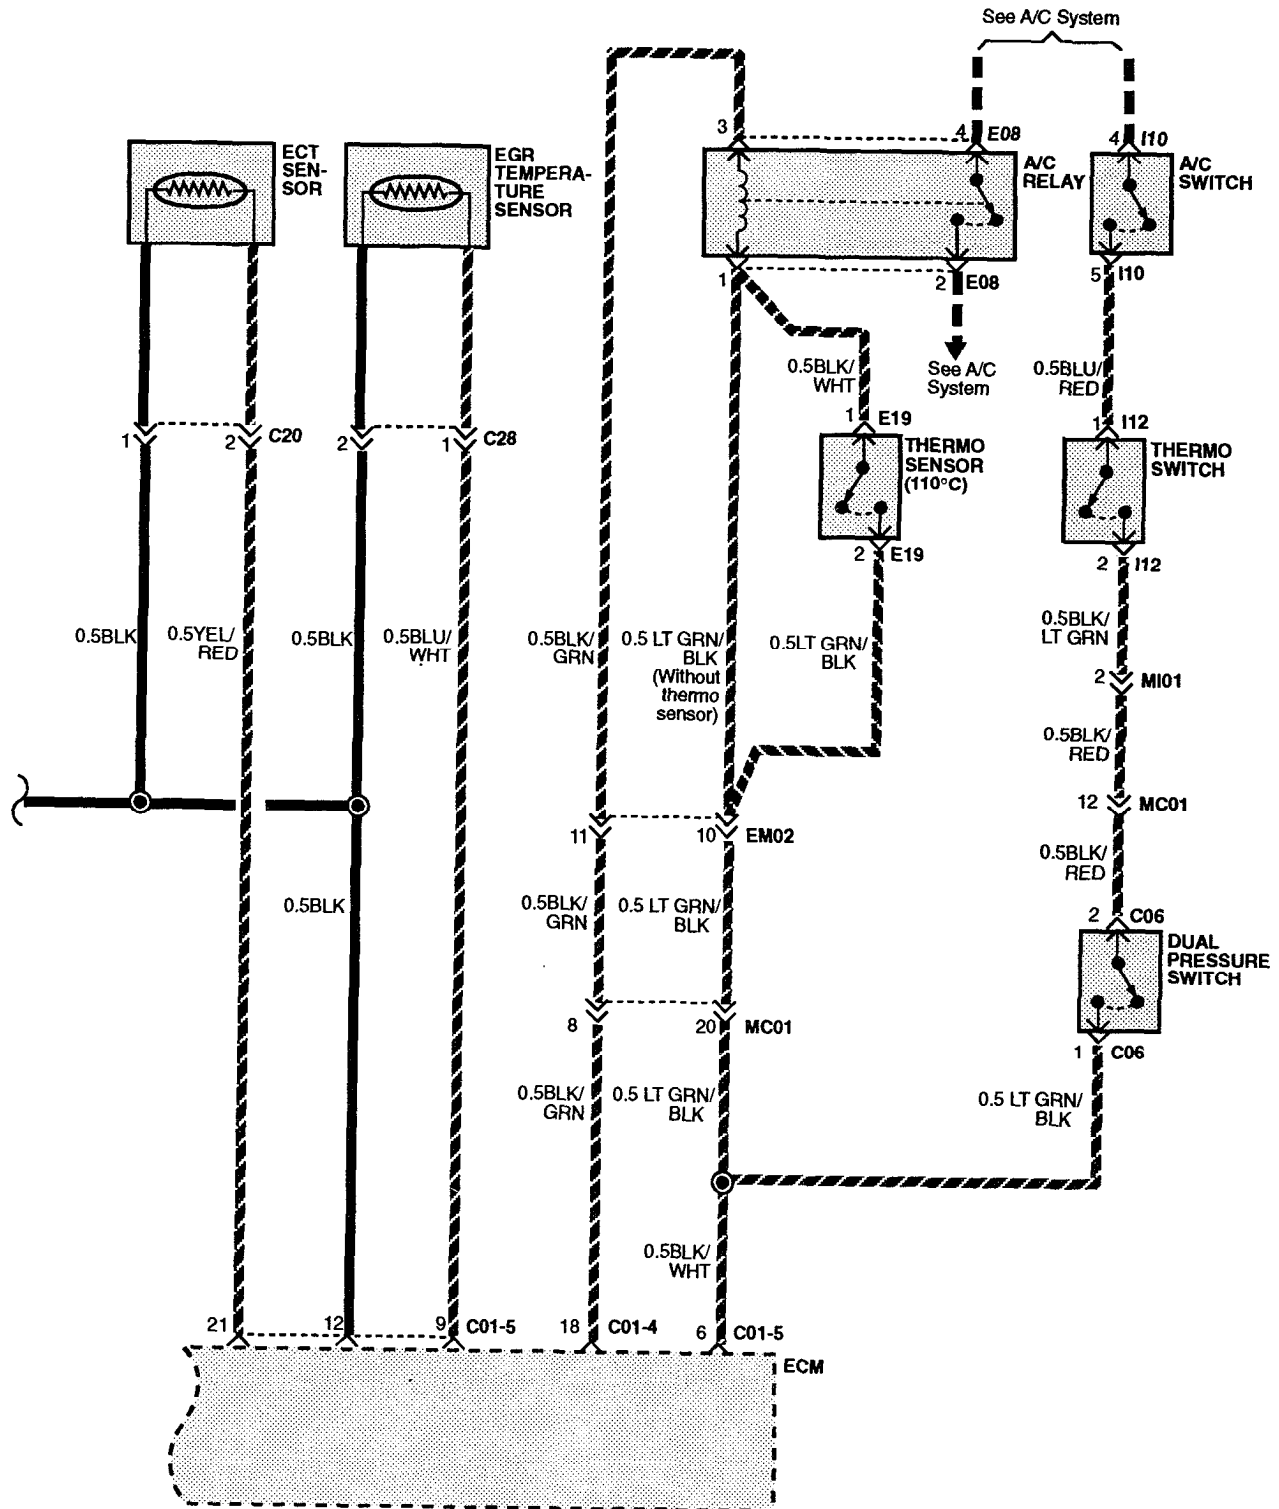 See A/C System
3
4 E08
4 I10
ECT
SEN-
SOR
EGR
TEMPERA-
TURE
SENSOR
A/C
RELAY
A/C
SWITCH
1
2 E08
5 I10
See A/C
System
0.5BLK/
WHT
0.5BLU/
RED
1 E19
1 I12
1
2 C20
2
1 C28
THERMO
SENSOR
(110°C)
THERMO
SWITCH
2 E19
2 I12
0.5BLK
0.5YEL/
RED
0.5BLK
0.5BLU/
WHT
0.5BLK/
GRN
0.5 LT GRN/
BLK
(Without
thermo
sensor)
0.5LT GRN/
BLK
0.5BLK/
LT GRN
2 MI01
0.5BLK/
RED
12 MC01
11
10 EM02
0.5BLK/
RED
0.5BLK
0.5BLK/
GRN
0.5 LT GRN/
BLK
2 C06
DUAL
PRESSURE
SWITCH
8
20 MC01
1 C06
0.5BLK/
GRN
0.5 LT GRN/
BLK
0.5 LT GRN/
BLK
0.5BLK/
WHT
21
12
9 C01-5
18 C01-4
6 C01-5
ECM